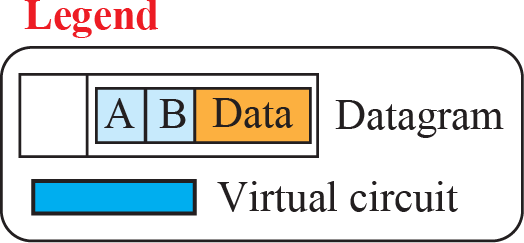 Legend
A B Data Datagram
Virtual circuit